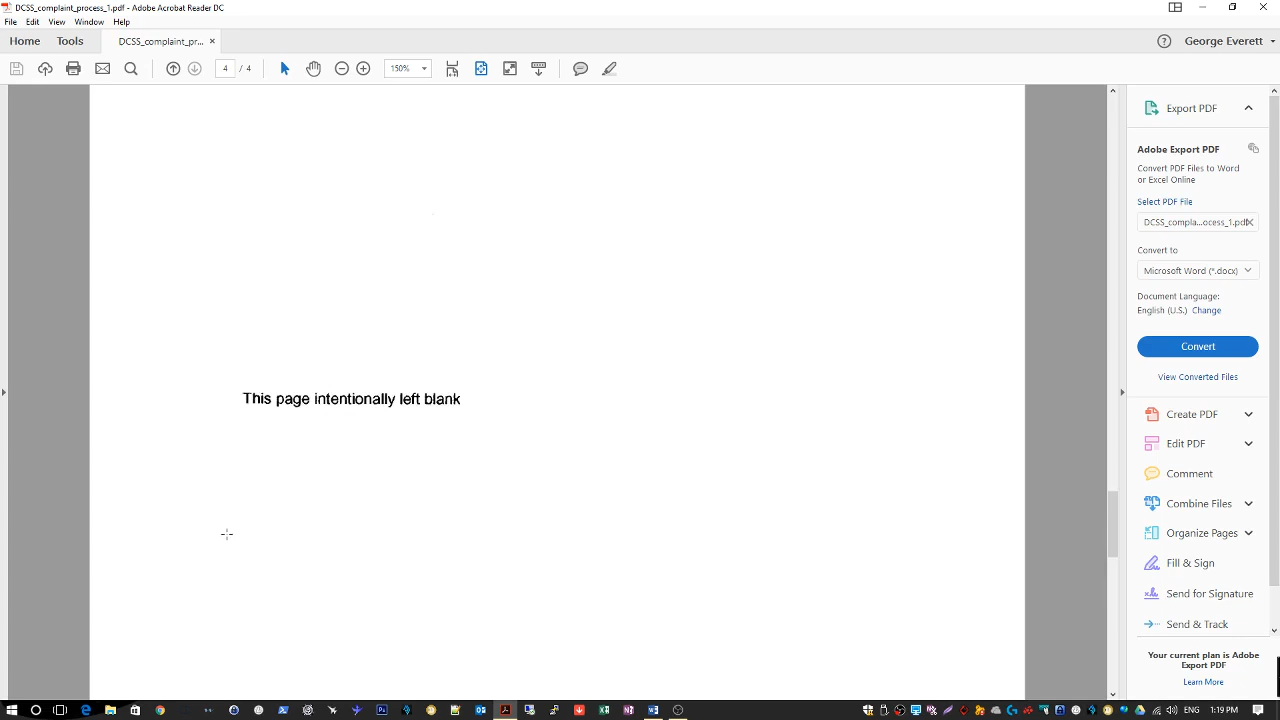 DCSS_complaint_process_1.pdf - Adobe Acrobat Reader DC
File Edit View Window Help
Home Tools DCSS_complaint_pr... × George Everett
4 / 4 150%
Export PDF
Adobe Export PDF
Convert PDF Files to Word
or Excel Online
Select PDF File
DCSS_compla...ocess_1.pdf
Convert to
Microsoft Word (*.docx)
Document Language:
English (U.S.) Change
Convert
View Converted Files
This page intentionally left blank
Create PDF
Edit PDF
Comment
Combine Files
Organize Pages
Fill & Sign
Send for Signature
Send & Track
Your current plan is Adobe
Export PDF
Learn More
1:19 PM